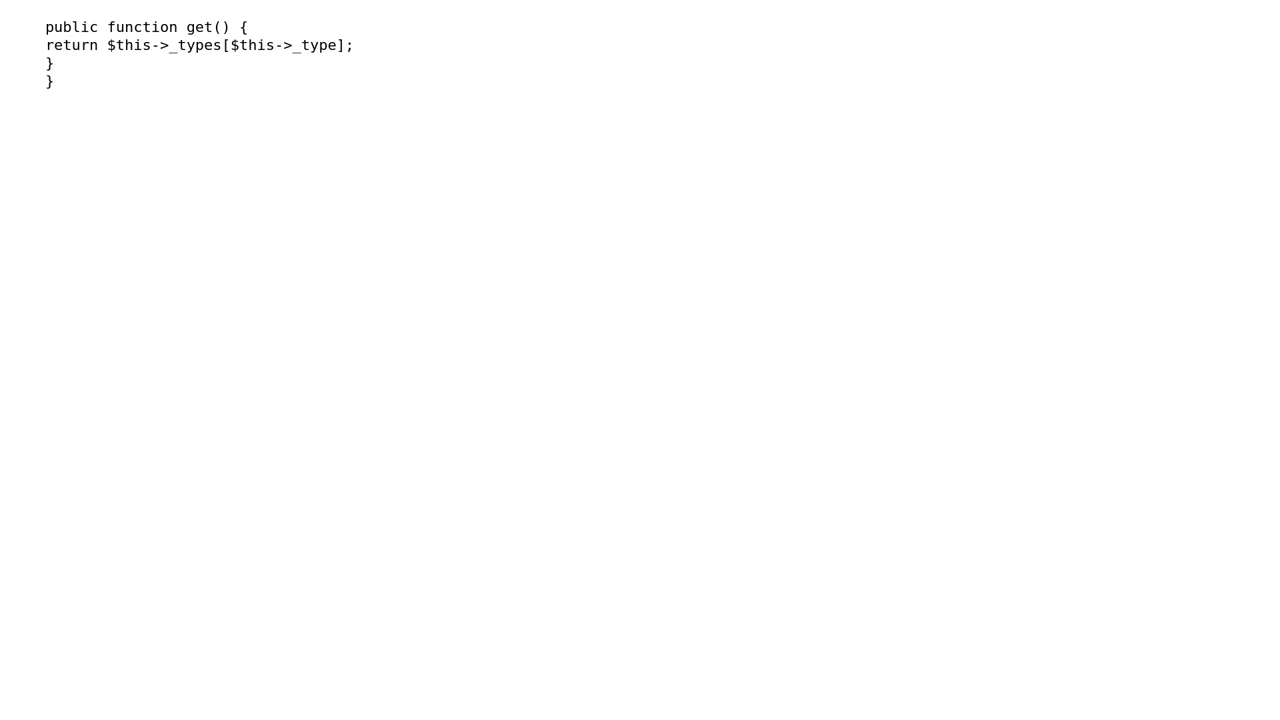 public function get() {
return $this->_types[$this->_type];
}
}